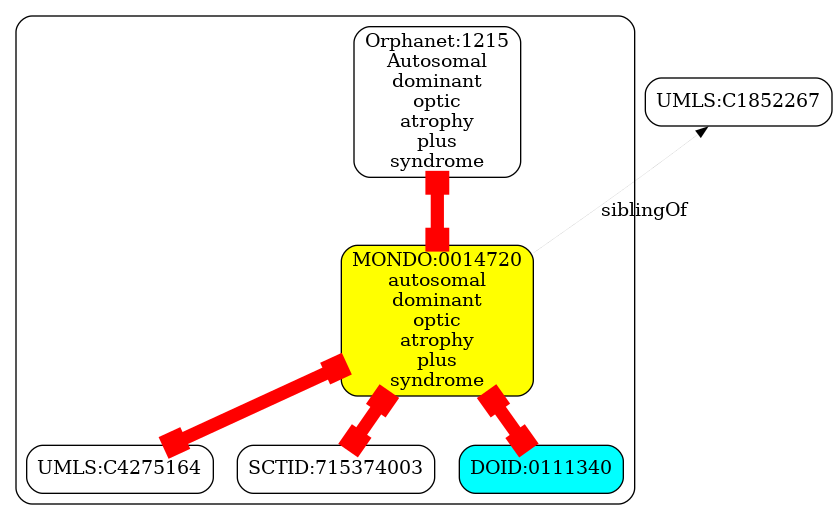 Orphanet:1215
Autosomal
dominant
optic
atrophy
plus
syndrome
UMLS:C1852267
siblingOf
MONDO:0014720
autosomal
dominant
optic
atrophy
plus
syndrome
UMLS:C4275164
SCTID:715374003
DOID:0111340